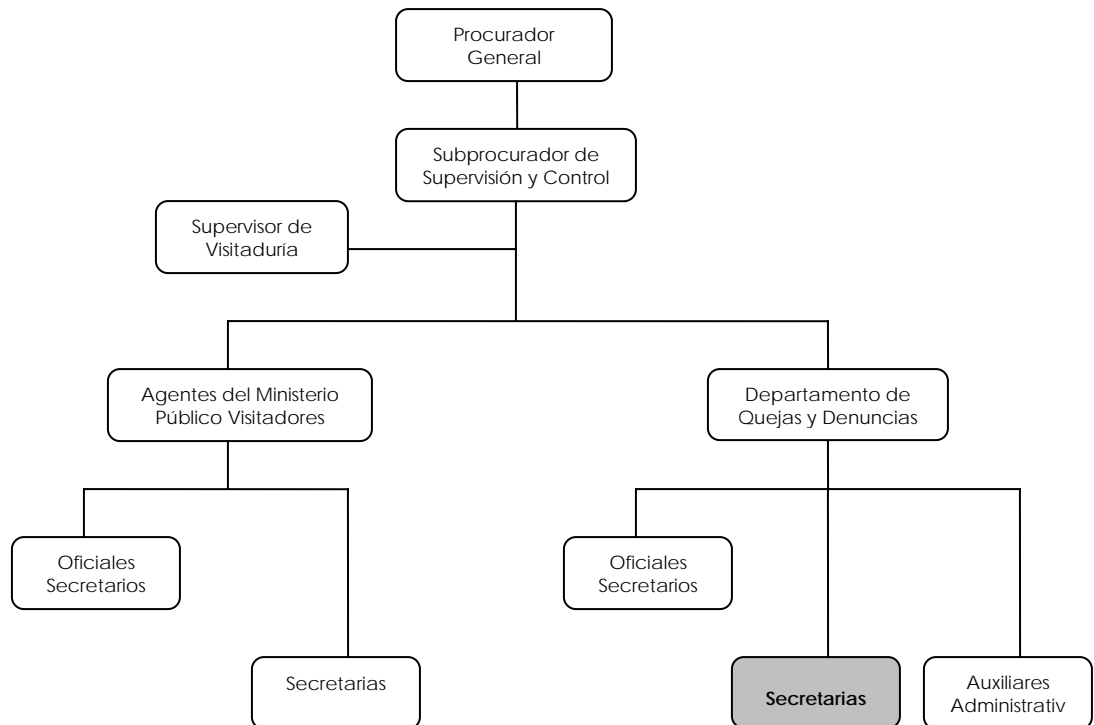 Procurador
General
Subprocurador de
Supervisión y Control
Supervisor de
Visitaduría
Agentes del Ministerio
Público Visitadores
Departamento de
Quejas y Denuncias
Oficiales
Secretarios
Oficiales
Secretarios
Secretarias
Secretarias
Auxiliares
Administrativ